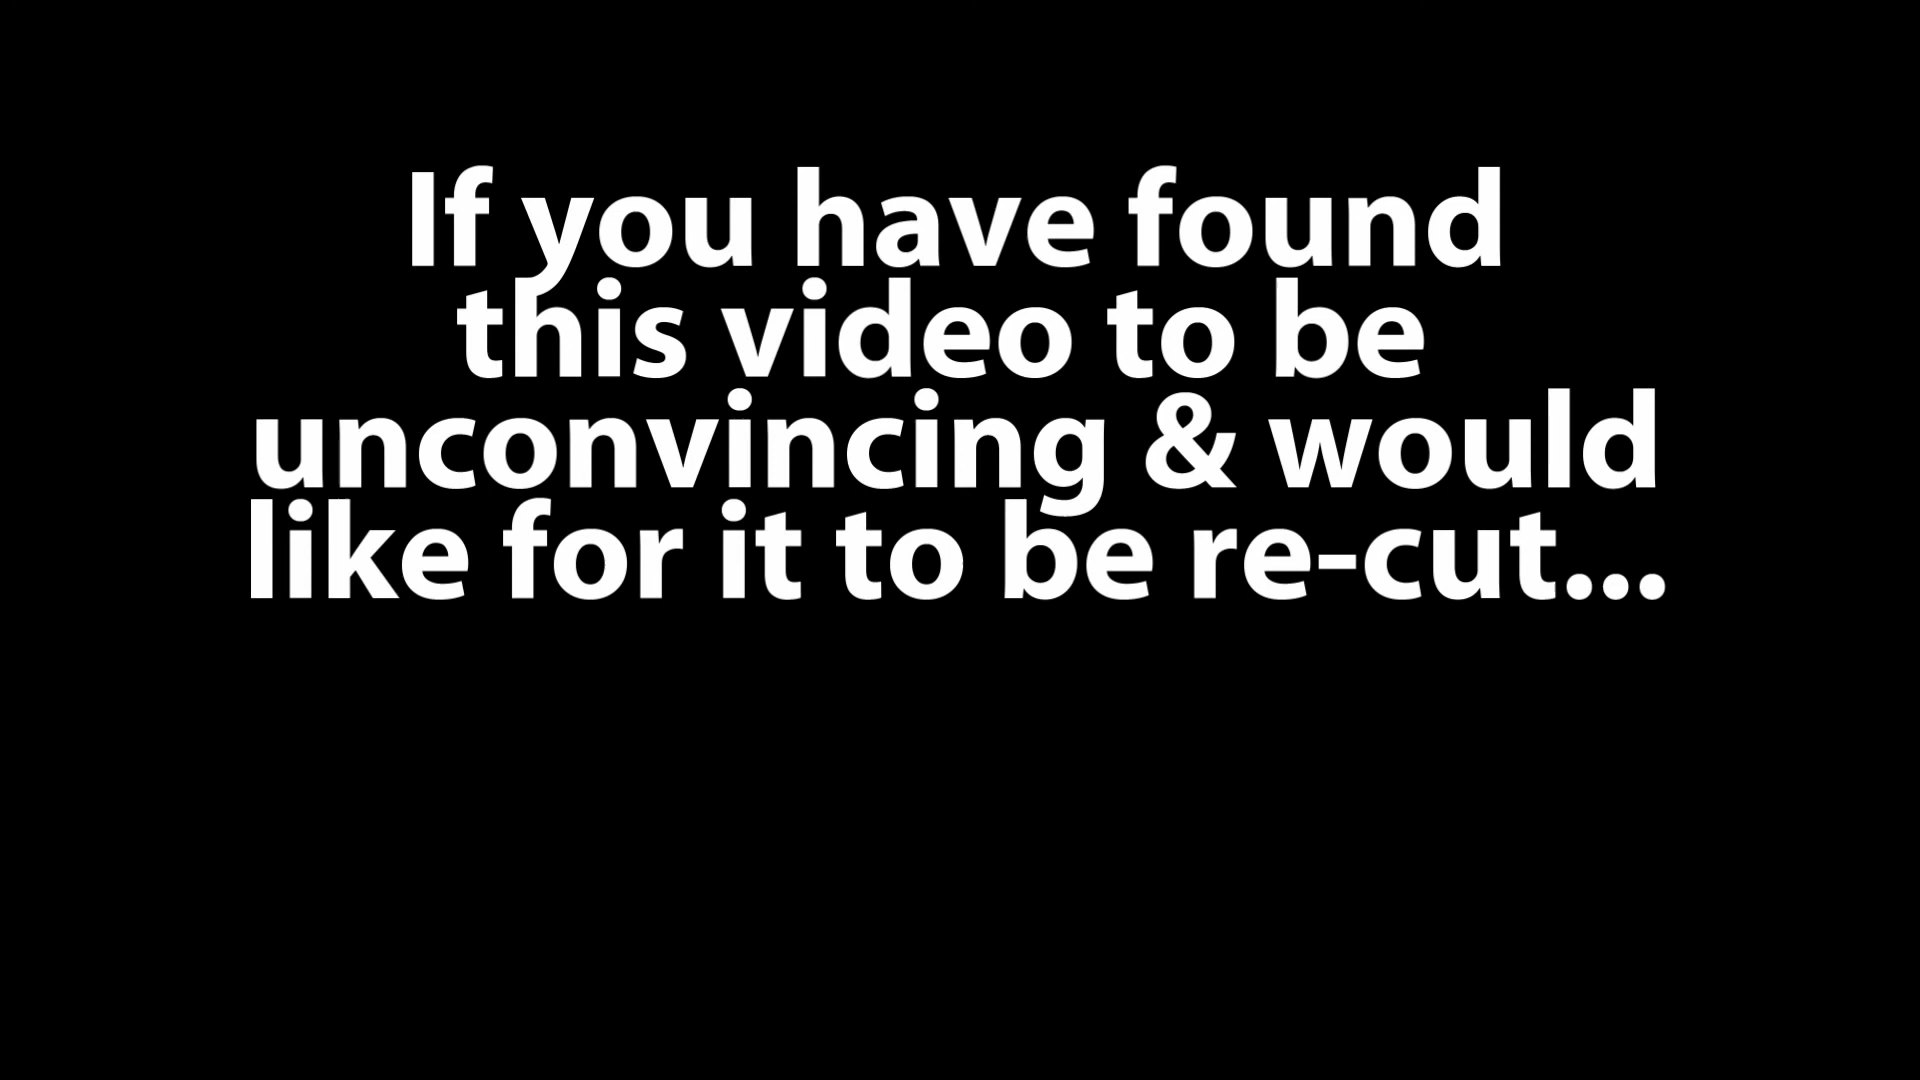 If you have found
this video to be
unconvincing & would
like for it to be re-cut...